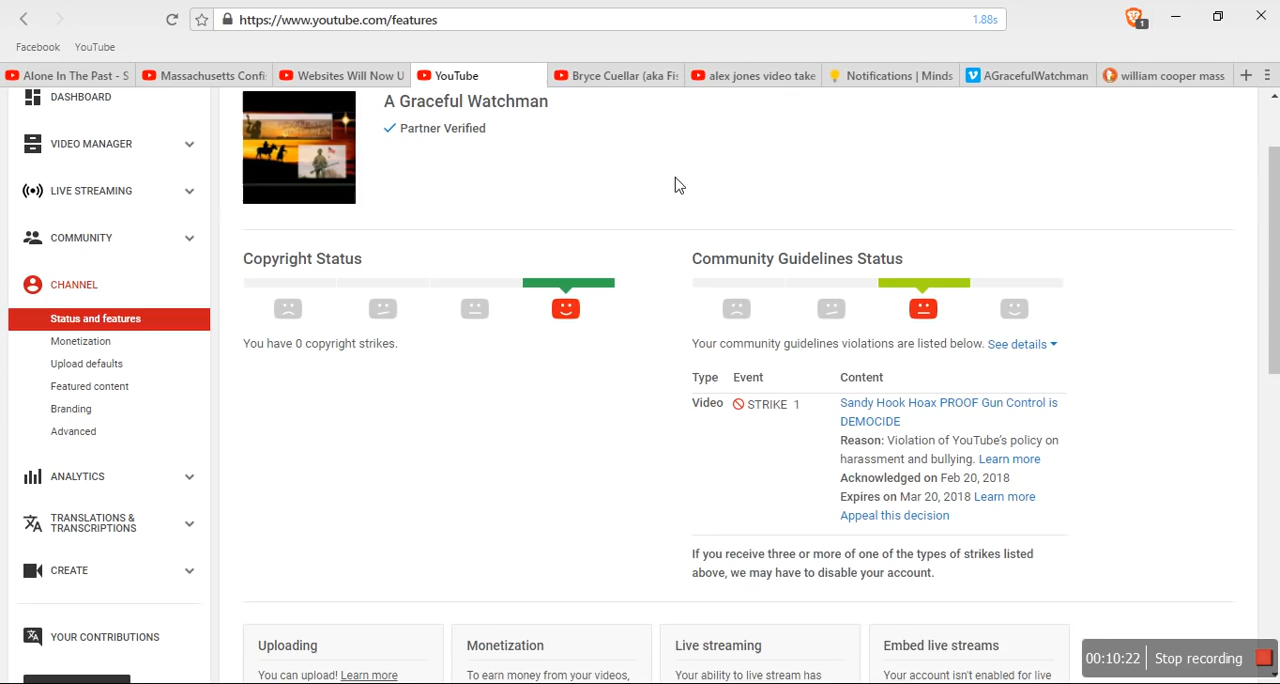 https://www.youtube.com/features
1.88s
1
Facebook YouTube
Alone In The Past - S
Massachusetts Confi
Websites Will Now U
YouTube
Bryce Cuellar (aka Fis
alex jones video take
Notifications | Minds
AGracefulWatchman
william cooper mass
DASHBOARD
VIDEO MANAGER
LIVE STREAMING
COMMUNITY
CHANNEL
Status and features
Monetization
Upload defaults
Featured content
Branding
Advanced
ANALYTICS
TRANSLATIONS &
TRANSCRIPTIONS
CREATE
YOUR CONTRIBUTIONS
A Graceful Watchman
Partner Verified
Copyright Status
You have 0 copyright strikes.
Community Guidelines Status
Your community guidelines violations are listed below. See details
Type Event Content
Video STRIKE 1 Sandy Hook Hoax PROOF Gun Control is
DEMOCIDE
Reason: Violation of YouTube's policy on
harassment and bullying. Learn more
Acknowledged on Feb 20, 2018
Expires on Mar 20, 2018 Learn more
Appeal this decision
If you receive three or more of one of the types of strikes listed
above, we may have to disable your account.
Uploading
You can upload! Learn more
Monetization
To earn money from your videos,
Live streaming
Your ability to live stream has
Embed live streams
Your account isn't enabled for live
00:10:22 Stop recording